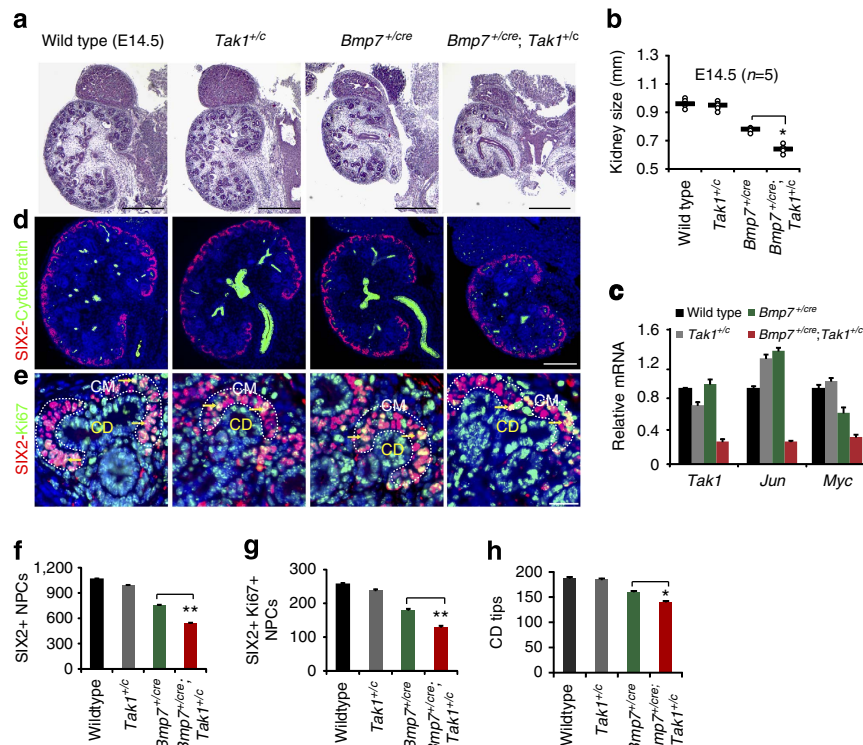 a
Wild type (E14.5)
Tak1+/c
Bmp7+/cre
Bmp7+/cre; Tak1+/c
b
Kidney size (mm)
1.3
1.1
0.9
0.7
0.5
E14.5 (n=5)
*
Wild type
Tak1+/c
Bmp7+/cre
Bmp7+/cre;
Tak1+/c
d
SIX2-Cytokeratin
c
Wild type
Bmp7+/cre
Tak1+/c
Bmp7+/cre;Tak1+/c
Relative mRNA
1.6
1.2
0.8
0.4
0
Tak1
Jun
Myc
e
SIX2-Ki67
CM
CD
CM
CD
CM
CD
CM
CD
f
SIX2+ NPCs
1,200
900
600
300
0
**
Wildtype
Tak1+/c
Bmp7+/cre
Bmp7+/cre;
Tak1+/c
g
SIX2+ Ki67+
NPCs
300
200
100
0
**
Wildtype
Tak1+/c
Bmp7+/cre
Bmp7+/cre;
Tak1+/c
h
CD tips
200
150
100
50
0
*
Wildtype
Tak1+/c
Bmp7+/cre
Bmp7+/cre;
Tak1+/c